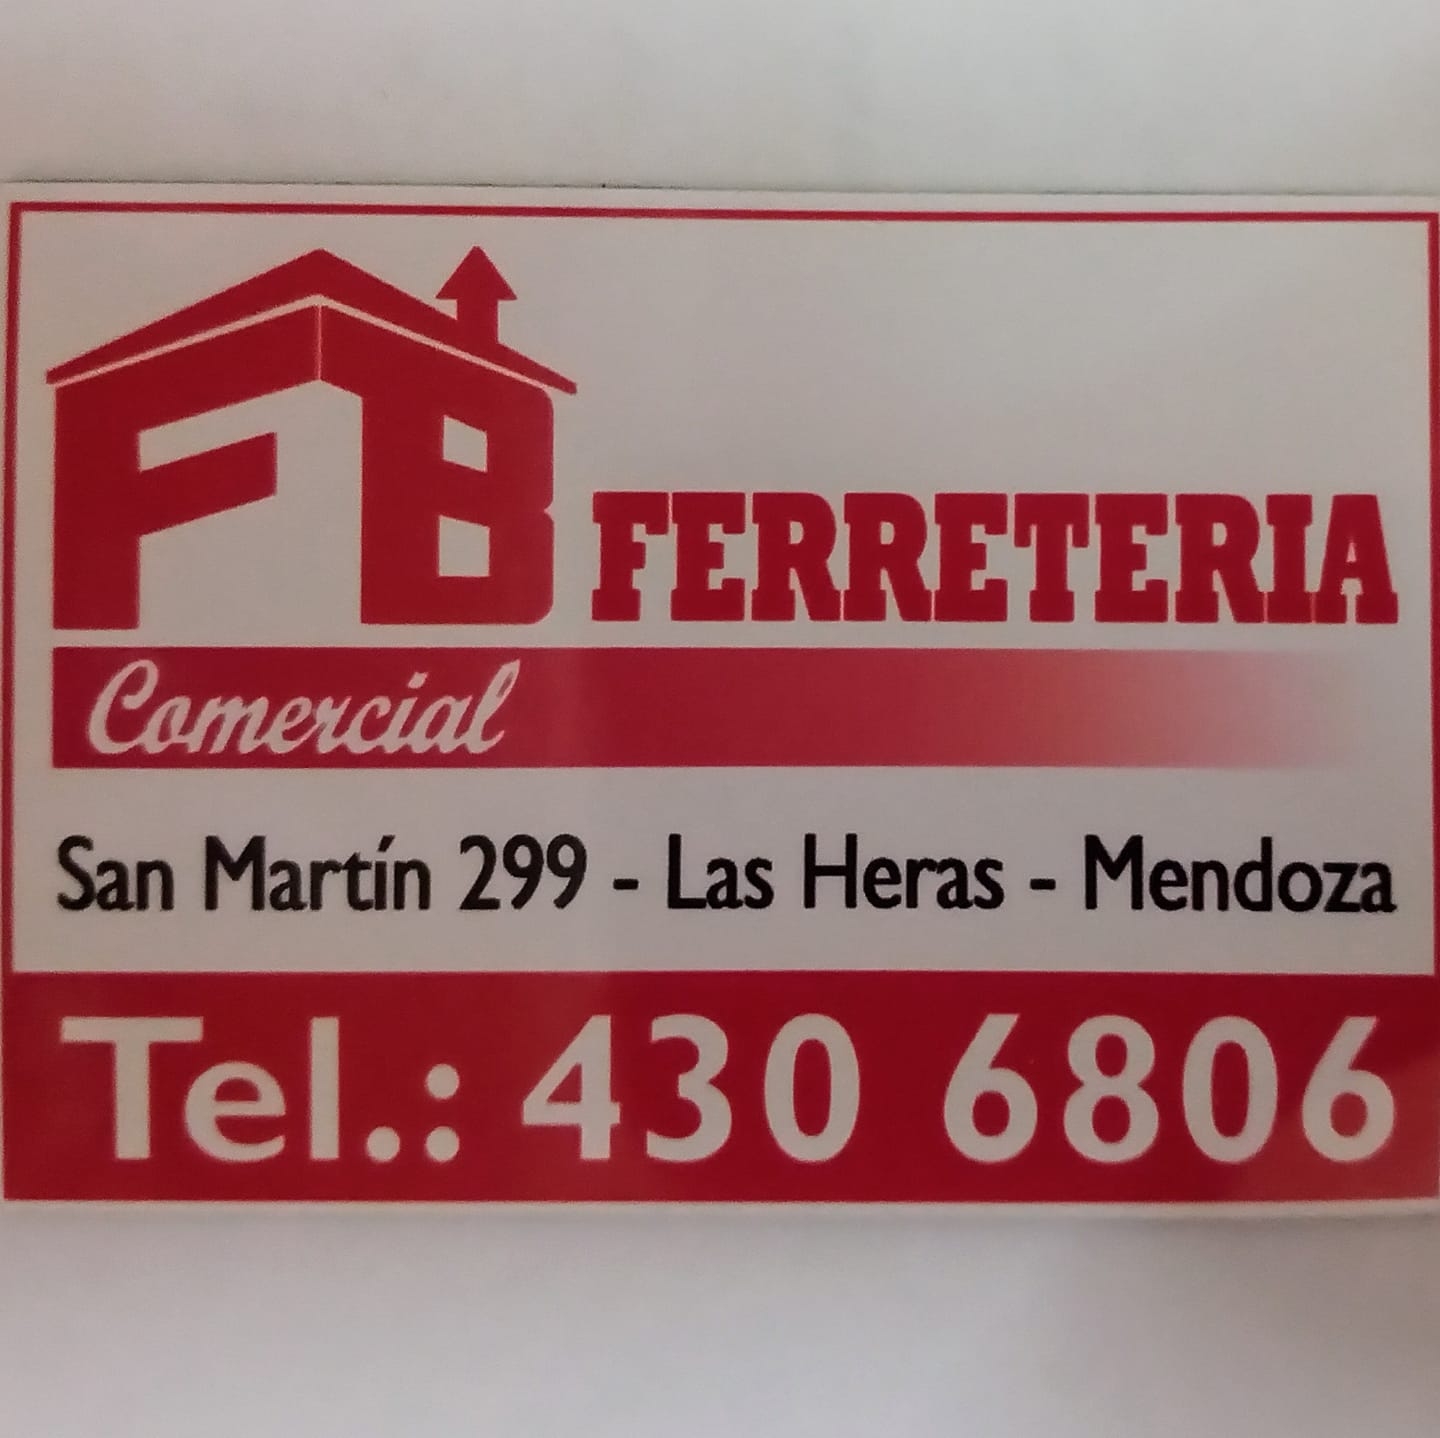 FB FERRETERIA
Comercial
San Martín 299 - Las Heras - Mendoza
Tel.: 430 6806